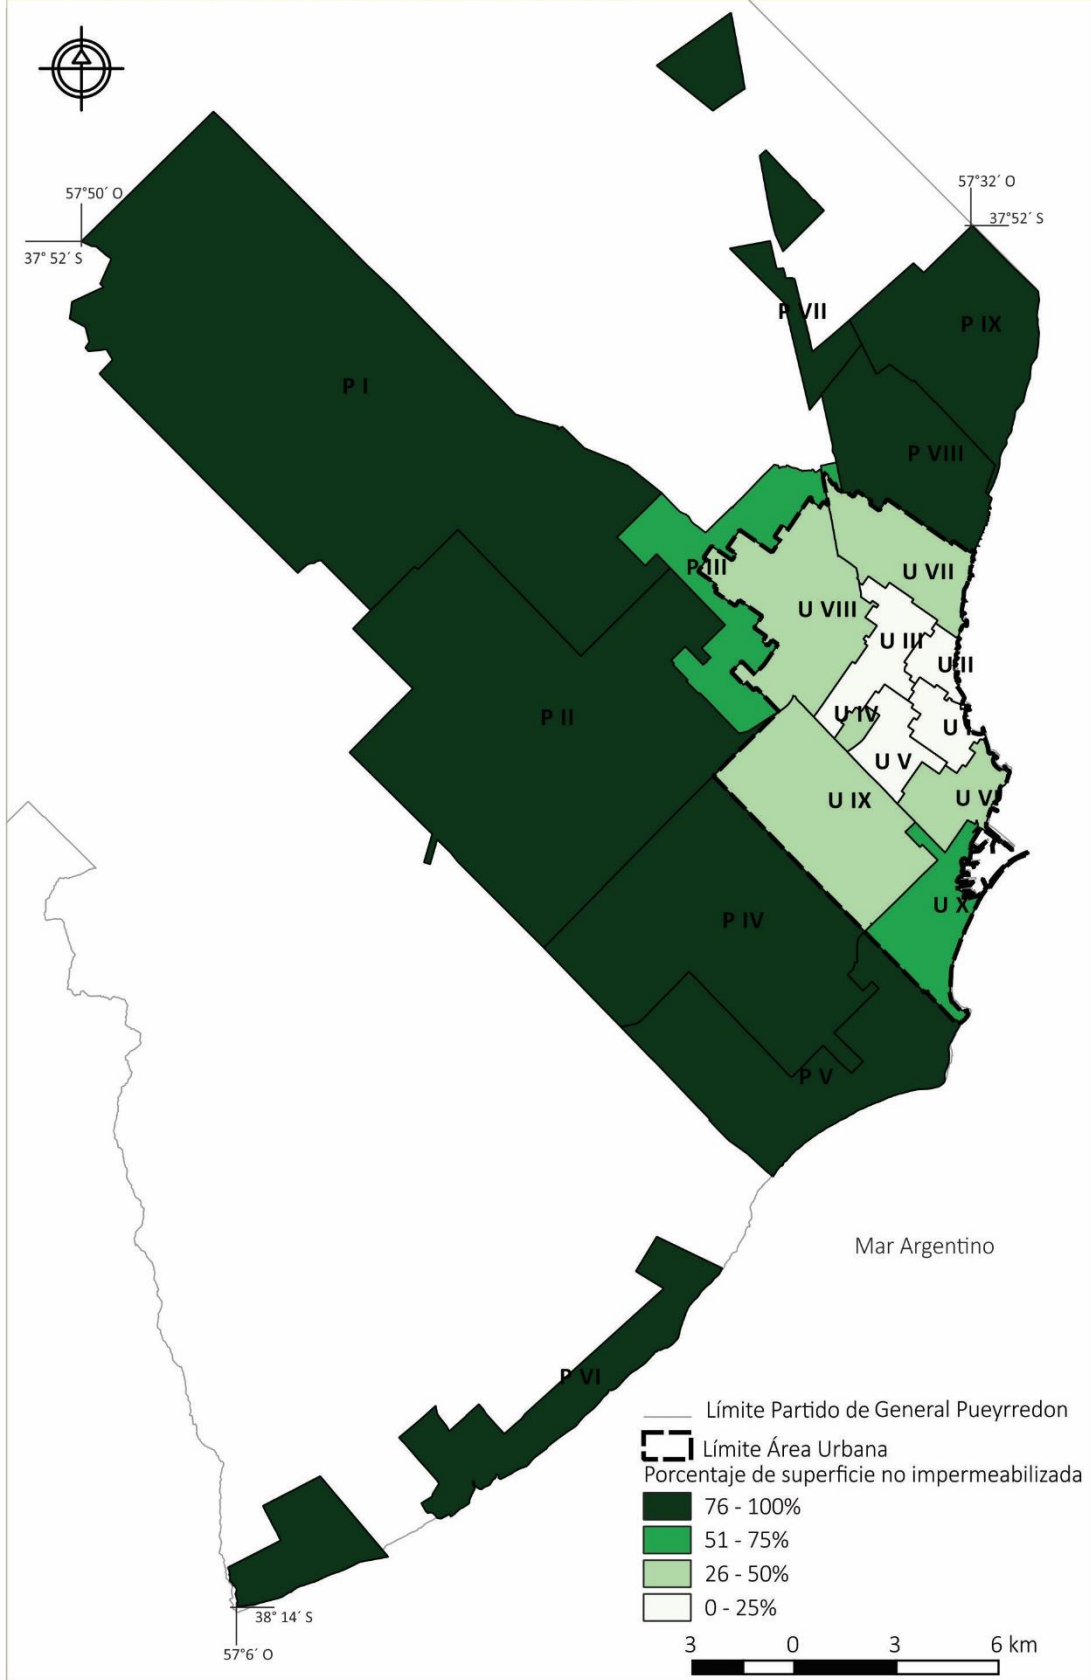 57°50´ O
37° 52´ S
57°32´ O
37°52´ S
P VII
P IX
P I
P VIII
P III
U VII
U VIII
U III
U II
U IV
U I
P II
U V
U IX
U VI
U X
P IV
P V
Mar Argentino
P VI
Límite Partido de General Pueyrredon
Límite Área Urbana
Porcentaje de superficie no impermeabilizada
76 - 100%
51 - 75%
26 - 50%
0 - 25%
38° 14´ S
57°6´ O
3 0 3 6 km